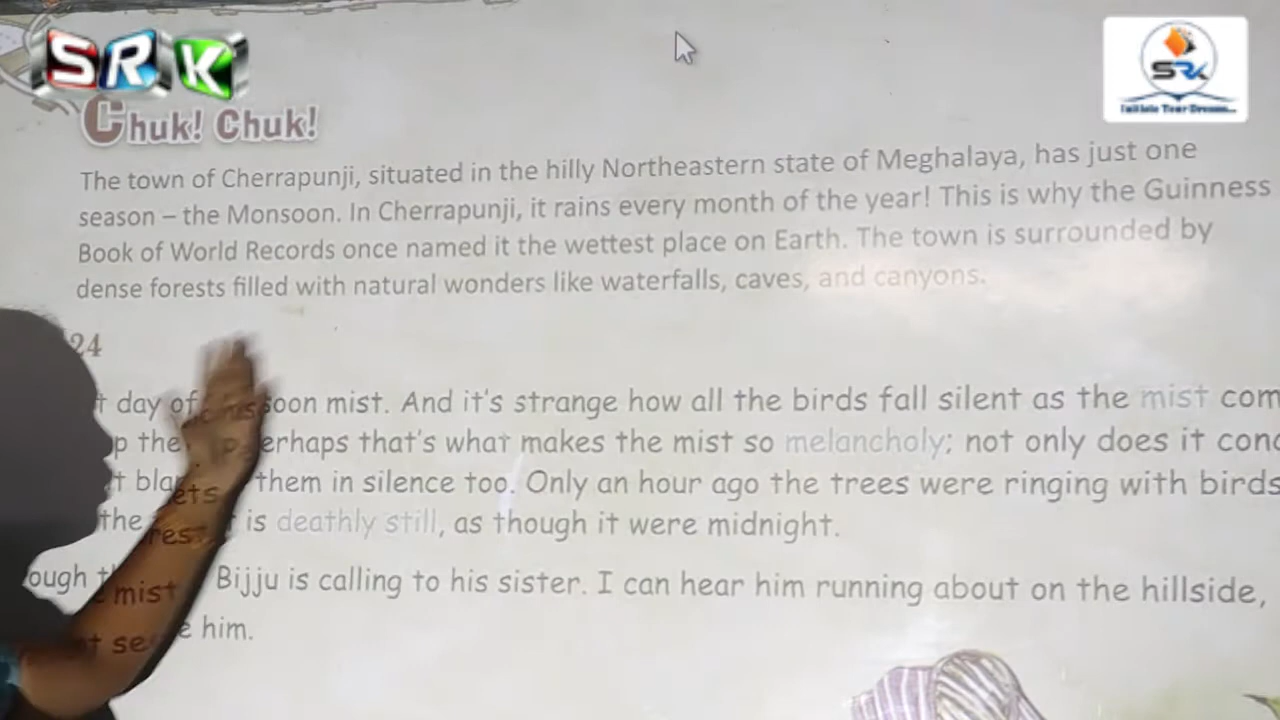 SRK
SRK
Chuk! Chuk!
The town of Cherrapunji, situated in the hilly Northeastern state of Meghalaya, has just one
season – the Monsoon. In Cherrapunji, it rains every month of the year! This is why the Guinness
Book of World Records once named it the wettest place on Earth. The town is surrounded by
dense forests filled with natural wonders like waterfalls, caves, and canyons.
24
t day of soon mist. And it's strange how all the birds fall silent as the mist com
p the erhaps that's what makes the mist so melancholy; not only does it conc
t blankets them in silence too. Only an hour ago the trees were ringing with birds
the rest is deathly still, as though it were midnight.
ough the mist Bijju is calling to his sister. I can hear him running about on the hillside,
t see him.